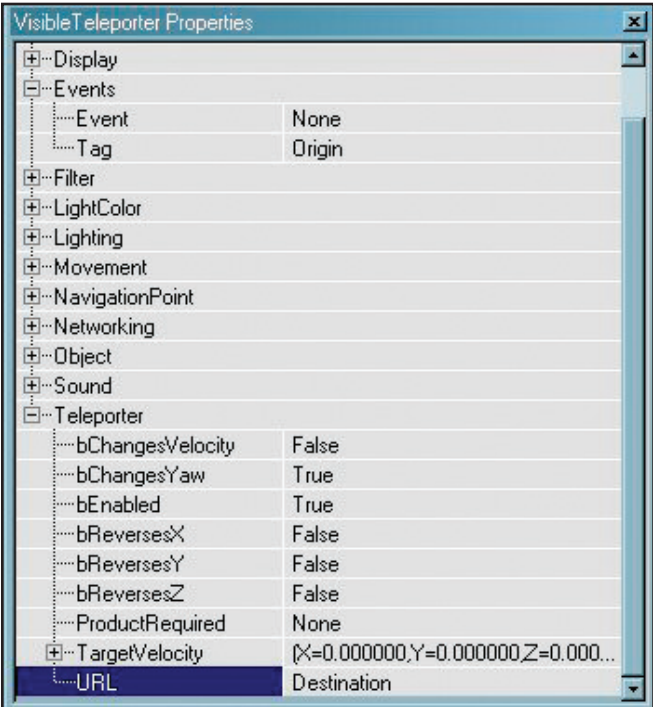 VisibleTeleporter Properties
Display
Events
Event None
Tag Origin
Filter
LightColor
Lighting
Movement
NavigationPoint
Networking
Object
Sound
Teleporter
bChangesVelocity False
bChangesYaw True
bEnabled True
bReversesX False
bReversesY False
bReversesZ False
ProductRequired None
TargetVelocity (X=0.000000,Y=0.000000,Z=0.000...
URL Destination